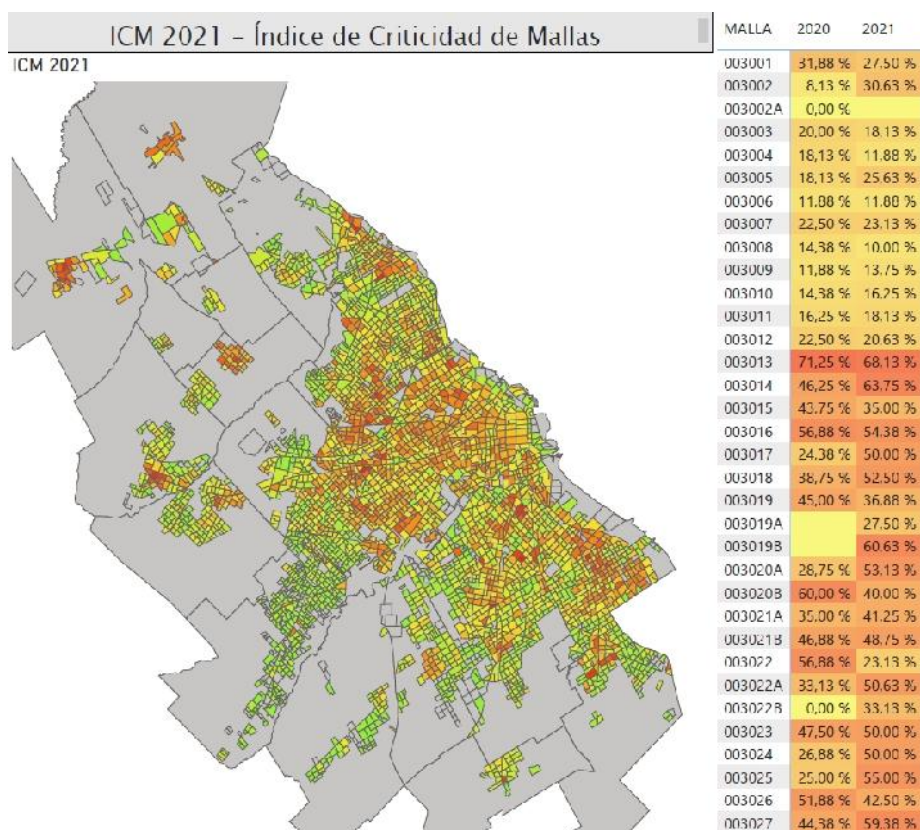 ICM 2021 – Índice de Criticidad de Mallas
ICM 2021
MALLA 2020 2021
003001 31,88 % 27.50 %
003002 8,13 % 30.63 %
003002A 0,00 %
003003 20,00 % 18.13 %
003004 18,13 % 11.88 %
003005 18,13 % 25.63 %
003006 11.88 % 11.88 %
003007 22,50 % 23.13 %
003008 14,38 % 10.00 %
003009 11,88 % 13.75 %
003010 14,38 % 16.25 %
003011 16,25 % 18.13 %
003012 22,50 % 20.63 %
003013 71,25 % 68.13 %
003014 46,25 % 63.75 %
003015 43.75 % 35.00 %
003016 56,88 % 54.38 %
003017 24,38 % 50.00 %
003018 38,75 % 52.50 %
003019 45,00 % 36.88 %
003019A 27.50 %
003019B 60.63 %
003020A 28,75 % 53.13 %
003020B 60,00 % 40.00 %
003021A 35.00 % 41.25 %
003021B 46,88 % 48.75 %
003022 56,88 % 23.13 %
003022A 33,13 % 50.63 %
003022B 0,00 % 33.13 %
003023 47,50 % 50.00 %
003024 26,88 % 50.00 %
003025 25.00 % 55.00 %
003026 51,88 % 42.50 %
003027 44,38 % 59.38 %